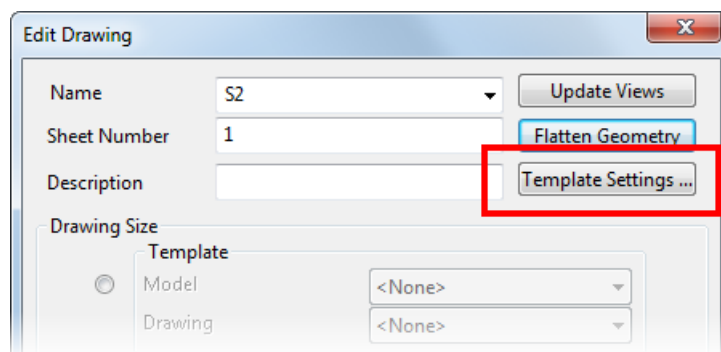 Edit Drawing
Name S2 Update Views
Sheet Number 1 Flatten Geometry
Description Template Settings ...
Drawing Size
Template
Model <None>
Drawing <None>